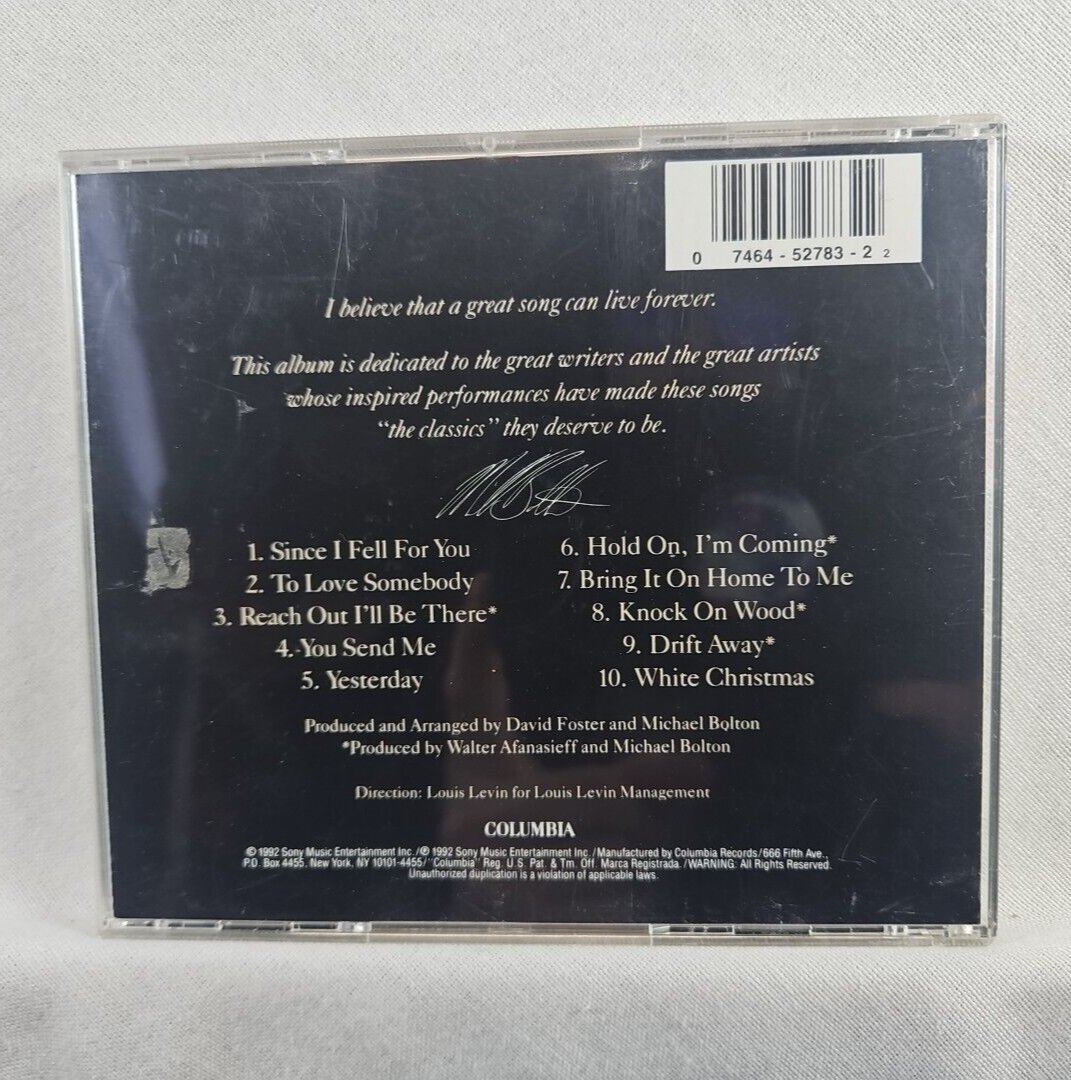 0 7464 - 52783 - 2 2
I believe that a great song can live forever.
This album is dedicated to the great writers and the great artists
whose inspired performances have made these songs
“the classics” they deserve to be.
1. Since I Fell For You
2. To Love Somebody
3. Reach Out I'll Be There*
4. You Send Me
5. Yesterday
6. Hold On, I'm Coming*
7. Bring It On Home To Me
8. Knock On Wood*
9. Drift Away*
10. White Christmas
Produced and Arranged by David Foster and Michael Bolton
*Produced by Walter Afanasieff and Michael Bolton
Direction: Louis Levin for Louis Levin Management
COLUMBIA
© 1992 Sony Music Entertainment Inc./℗ 1992 Sony Music Entertainment Inc./Manufactured by Columbia Records/666 Fifth Ave.,
P.O. Box 4455, New York, NY 10101-4455/"Columbia" Reg. U.S. Pat. & Tm. Off. Marca Registrada./WARNING: All Rights Reserved.
Unauthorized duplication is a violation of applicable laws.